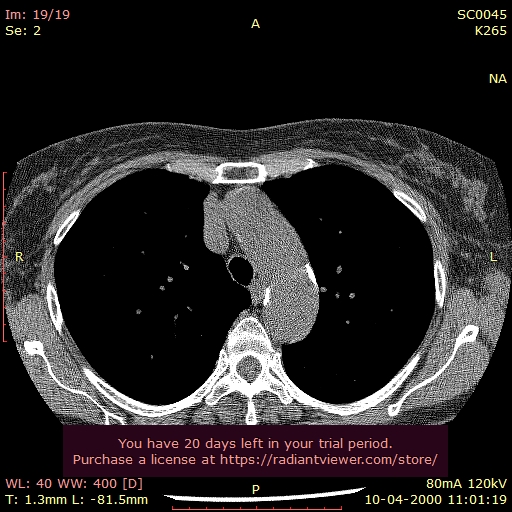 Im: 19/19
Se: 2
A
SC0045
K265
NA
R
L
You have 20 days left in your trial period.
Purchase a license at https://radiantviewer.com/store/
WL: 40 WW: 400 [D]
T: 1.3mm L: -81.5mm
P
80mA 120kV
10-04-2000 11:01:19